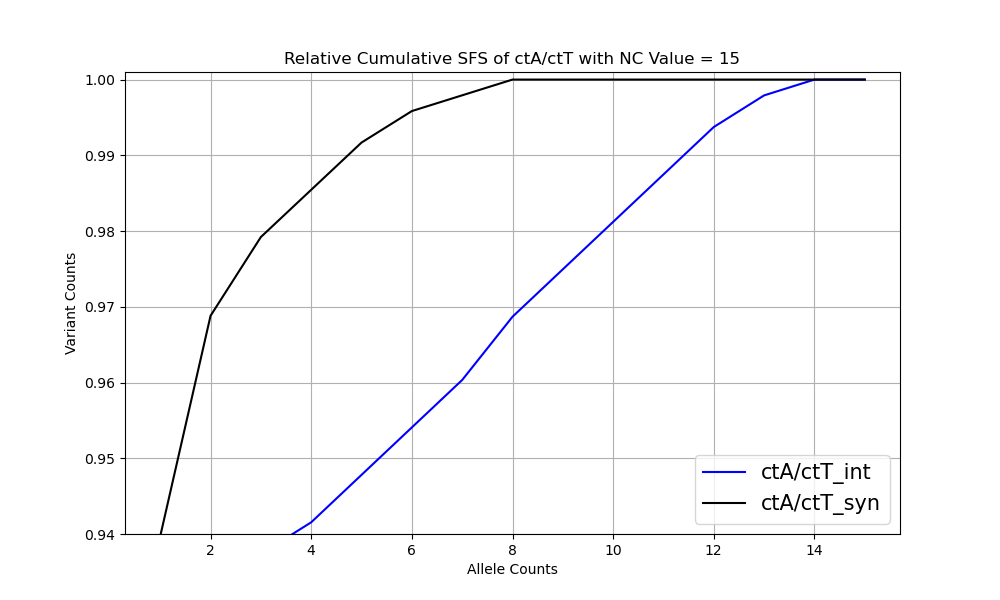 Relative Cumulative SFS of ctA/ctT with NC Value = 15
Variant Counts
1.00
0.99
0.98
0.97
0.96
0.95
0.94
2 4 6 8 10 12 14
Allele Counts
ctA/ctT_int
ctA/ctT_syn